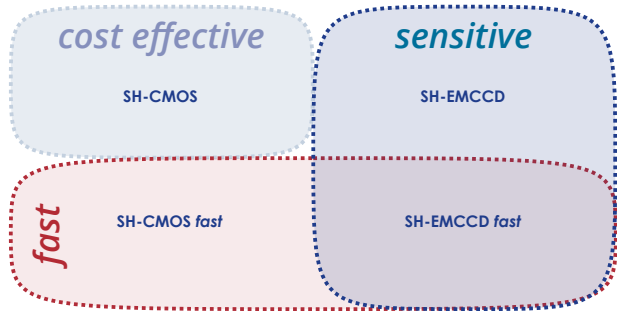 cost effective
sensitive
SH-CMOS
SH-EMCCD
fast
SH-CMOS fast
SH-EMCCD fast